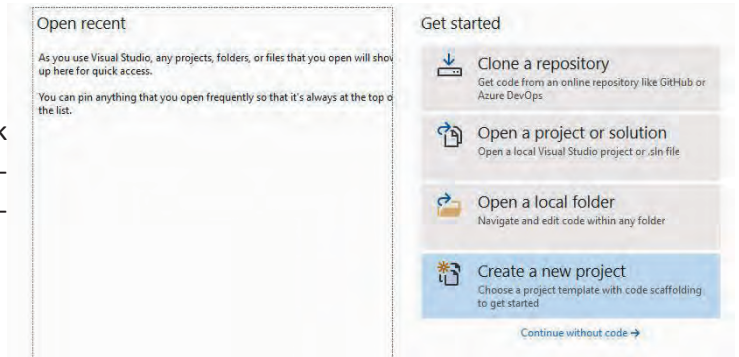 Open recent
As you use Visual Studio, any projects, folders, or files that you open will show
up here for quick access.
You can pin anything that you open frequently so that it's always at the top o
the list.
k
Get started
Clone a repository
Get code from an online repository like GitHub or
Azure DevOps
Open a project or solution
Open a local Visual Studio project or .sln file
Open a local folder
Navigate and edit code within any folder
Create a new project
Choose a project template with code scaffolding
to get started
Continue without code →